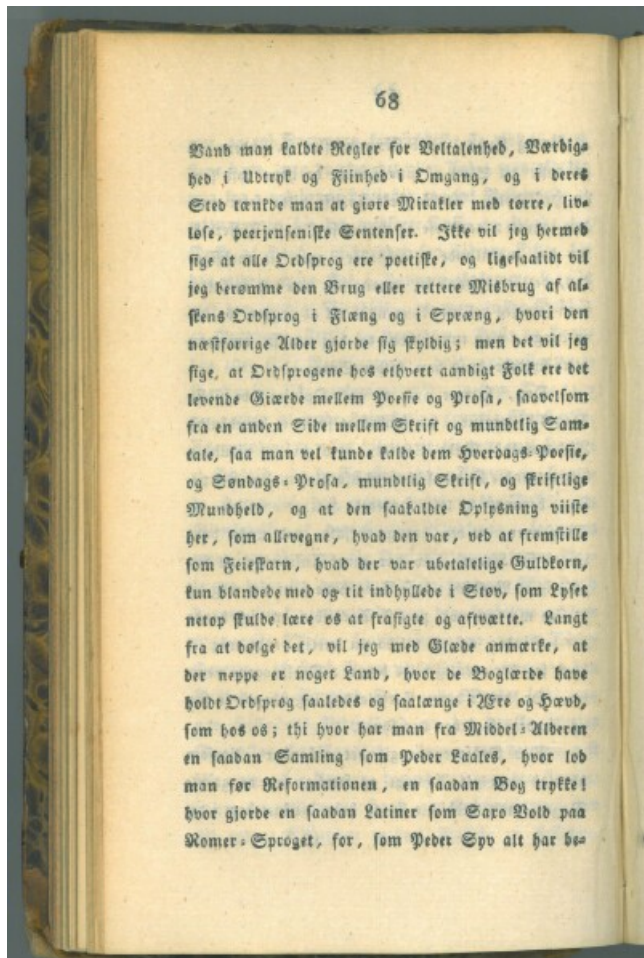 68
Vand man kaldte Regler for Veltalenhed, Værdig-
hed i Udtryk og Fiinhed i Omgang, og i deres
Sted tænkde man at giøre Mirakler med tørre, liv-
løse, peerjenseniske Sentenser. Ikke vil jeg hermed
sige at alle Ordsprog ere poetiske, og ligesaalidt vil
jeg berømme den Brug eller rettere Misbrug af al-
skens Ordsprog i Flæng og i Spræng, hvori den
næstforrige Alder gjorde sig skyldig; men det vil jeg
sige, at Ordsprogene hos ethvert aandigt Folk ere det
levende Giærde mellem Poesie og Prosa, saavelsom
fra en anden Side mellem Skrift og mundtlig Sam-
tale, saa man vel kunde kalde dem Hverdags-Poesie,
og Søndags-Prosa, mundtlig Skrift, og skriftlige
Mundheld, og at den saakaldte Oplysning viiste
her, som allevegne, hvad den var, ved at fremstille
som Feieskarn, hvad der var ubetalelige Guldkorn,
kun blandede med og tit indhyllede i Støv, som Lyset
netop skulde lære os at frasigte og aftvætte. Langt
fra at dølge det, vil jeg med Glæde anmærke, at
der neppe er noget Land, hvor de Boglærde have
holdt Ordsprog saaledes og saalænge i Ære og Hævd,
som hos os; thi hvor har man fra Middel-Alderen
en saadan Samling som Peder Laales, hvor lod
man før Reformationen, en saadan Bog trykke!
hvor gjorde en saadan Latiner som Saxo Vold paa
Romer-Sproget, for, som Peder Syv alt har be-